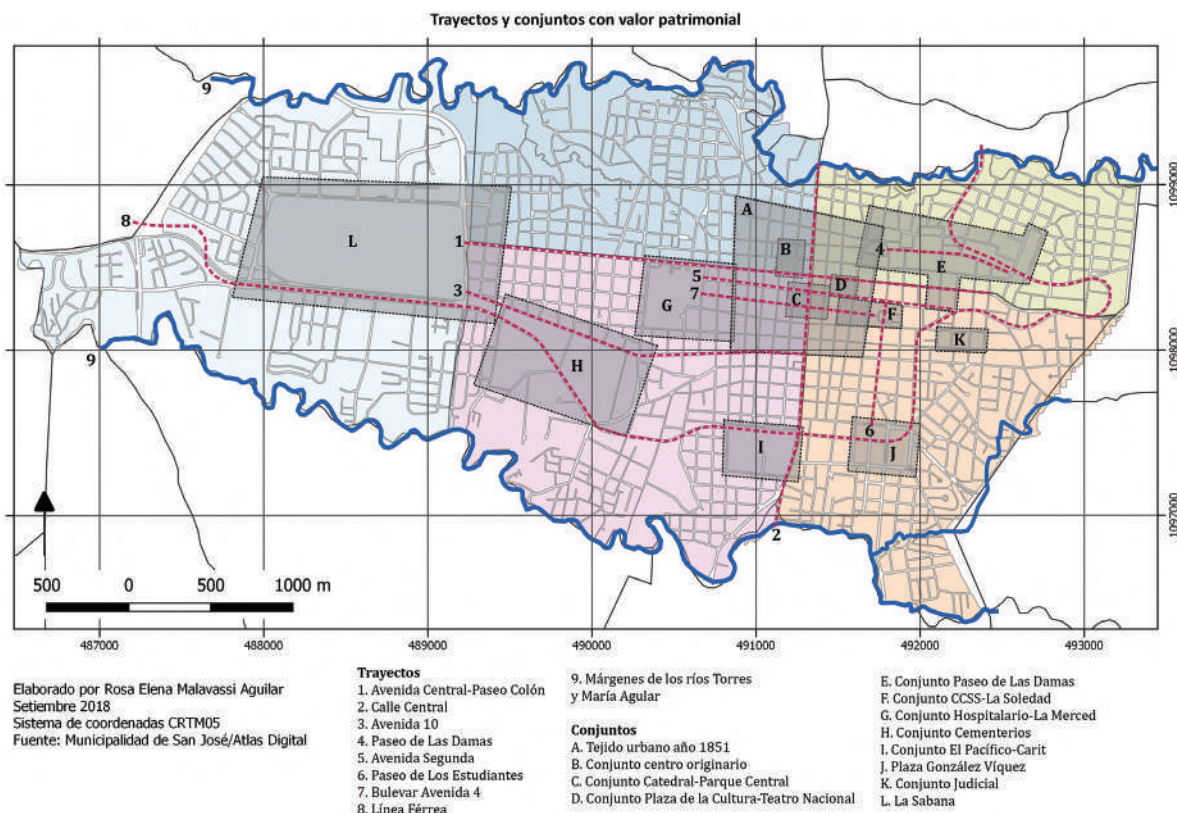 Trayectos y conjuntos con valor patrimonial
9
1099000
8
L
A
B
4
1
E
5
D
3
7
G
C
F
1098000
K
9
H
6
I
J
1097000
2
500 0 500 1000 m
487000 488000 489000 490000 491000 492000 493000
Elaborado por Rosa Elena Malavassi Aguilar
Setiembre 2018
Sistema de coordenadas CRTM05
Fuente: Municipalidad de San José/Atlas Digital
Trayectos
1. Avenida Central-Paseo Colón
2. Calle Central
3. Avenida 10
4. Paseo de Las Damas
5. Avenida Segunda
6. Paseo de Los Estudiantes
7. Bulevar Avenida 4
8. Línea Férrea
9. Márgenes de los ríos Torres
y María Agular
Conjuntos
A. Tejido urbano año 1851
B. Conjunto centro originario
C. Conjunto Catedral-Parque Central
D. Conjunto Plaza de la Cultura-Teatro Nacional
E. Conjunto Paseo de Las Damas
F. Conjunto CCSS-La Soledad
G. Conjunto Hospitalario-La Merced
H. Conjunto Cementerios
I. Conjunto El Pacífico-Carit
J. Plaza González Víquez
K. Conjunto Judicial
L. La Sabana